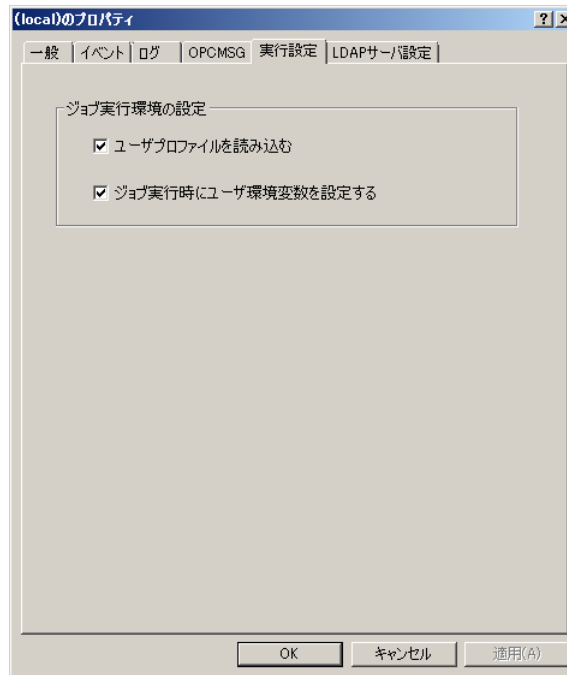 (local)のプロパティ
一般 イベント ログ OPCMSG 実行設定 LDAPサーバ設定
ジョブ実行環境の設定
ユーザプロファイルを読み込む
ジョブ実行時にユーザ環境変数を設定する
OK キャンセル 適用(A)